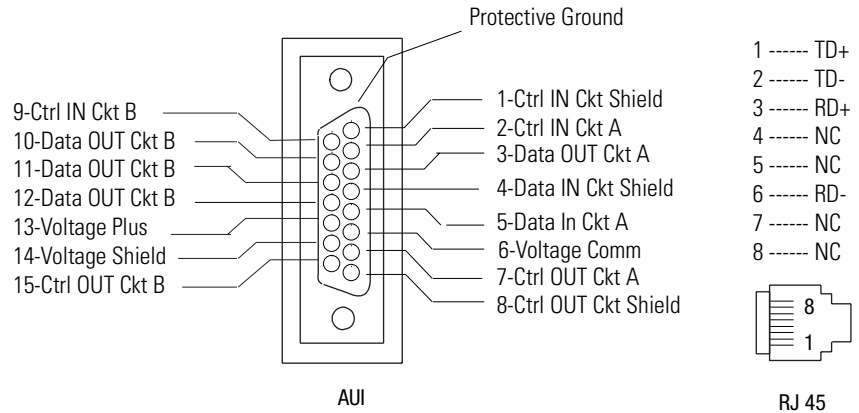 Protective Ground
9-Ctrl IN Ckt B
10-Data OUT Ckt B
11-Data OUT Ckt B
12-Data OUT Ckt B
13-Voltage Plus
14-Voltage Shield
15-Ctrl OUT Ckt B
1-Ctrl IN Ckt Shield
2-Ctrl IN Ckt A
3-Data OUT Ckt A
4-Data IN Ckt Shield
5-Data In Ckt A
6-Voltage Comm
7-Ctrl OUT Ckt A
8-Ctrl OUT Ckt Shield
AUI
1 ------ TD+
2 ------ TD-
3 ------ RD+
4 ------ NC
5 ------ NC
6 ------ RD-
7 ------ NC
8 ------ NC
8
1
RJ 45